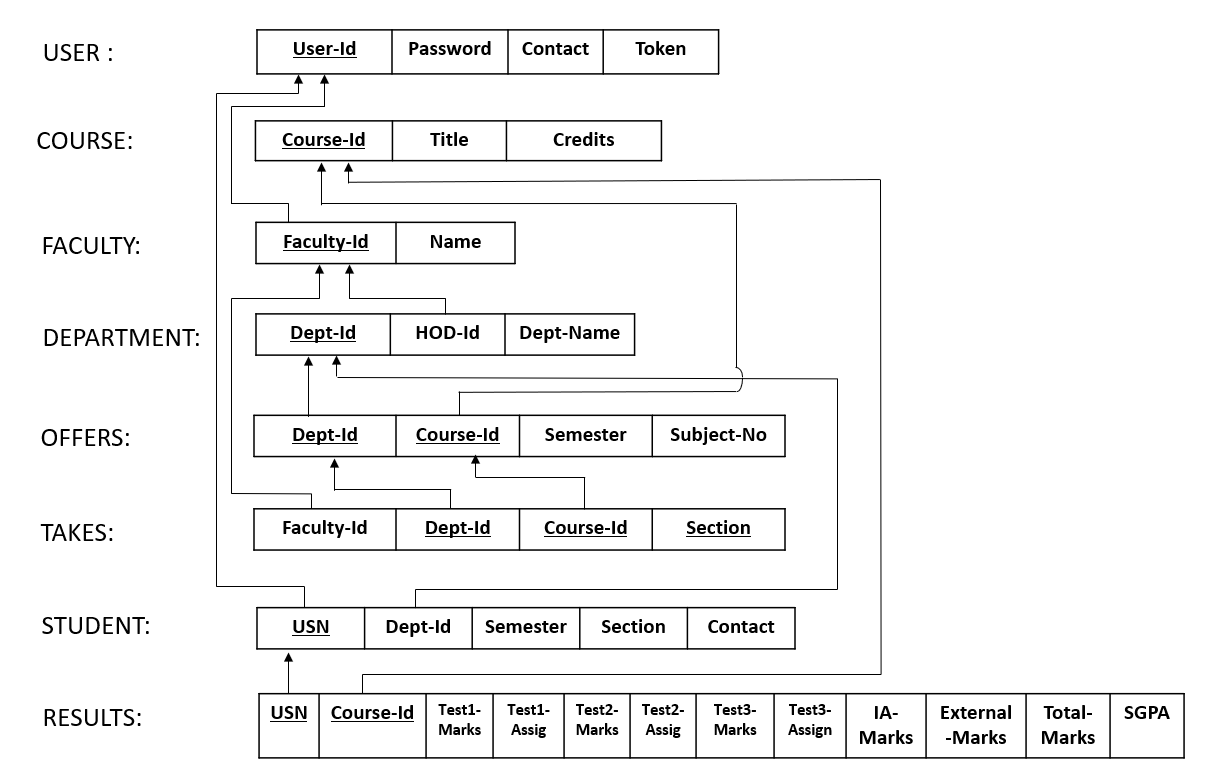 USER : User-Id Password Contact Token
COURSE: Course-Id Title Credits
FACULTY: Faculty-Id Name
DEPARTMENT: Dept-Id HOD-Id Dept-Name
OFFERS: Dept-Id Course-Id Semester Subject-No
TAKES: Faculty-Id Dept-Id Course-Id Section
STUDENT: USN Dept-Id Semester Section Contact
RESULTS: USN Course-Id Test1- Test1- Test2- Test2- Test3- Test3- IA- External Total- SGPA
Marks Assig Marks Assig Marks Assign Marks -Marks Marks